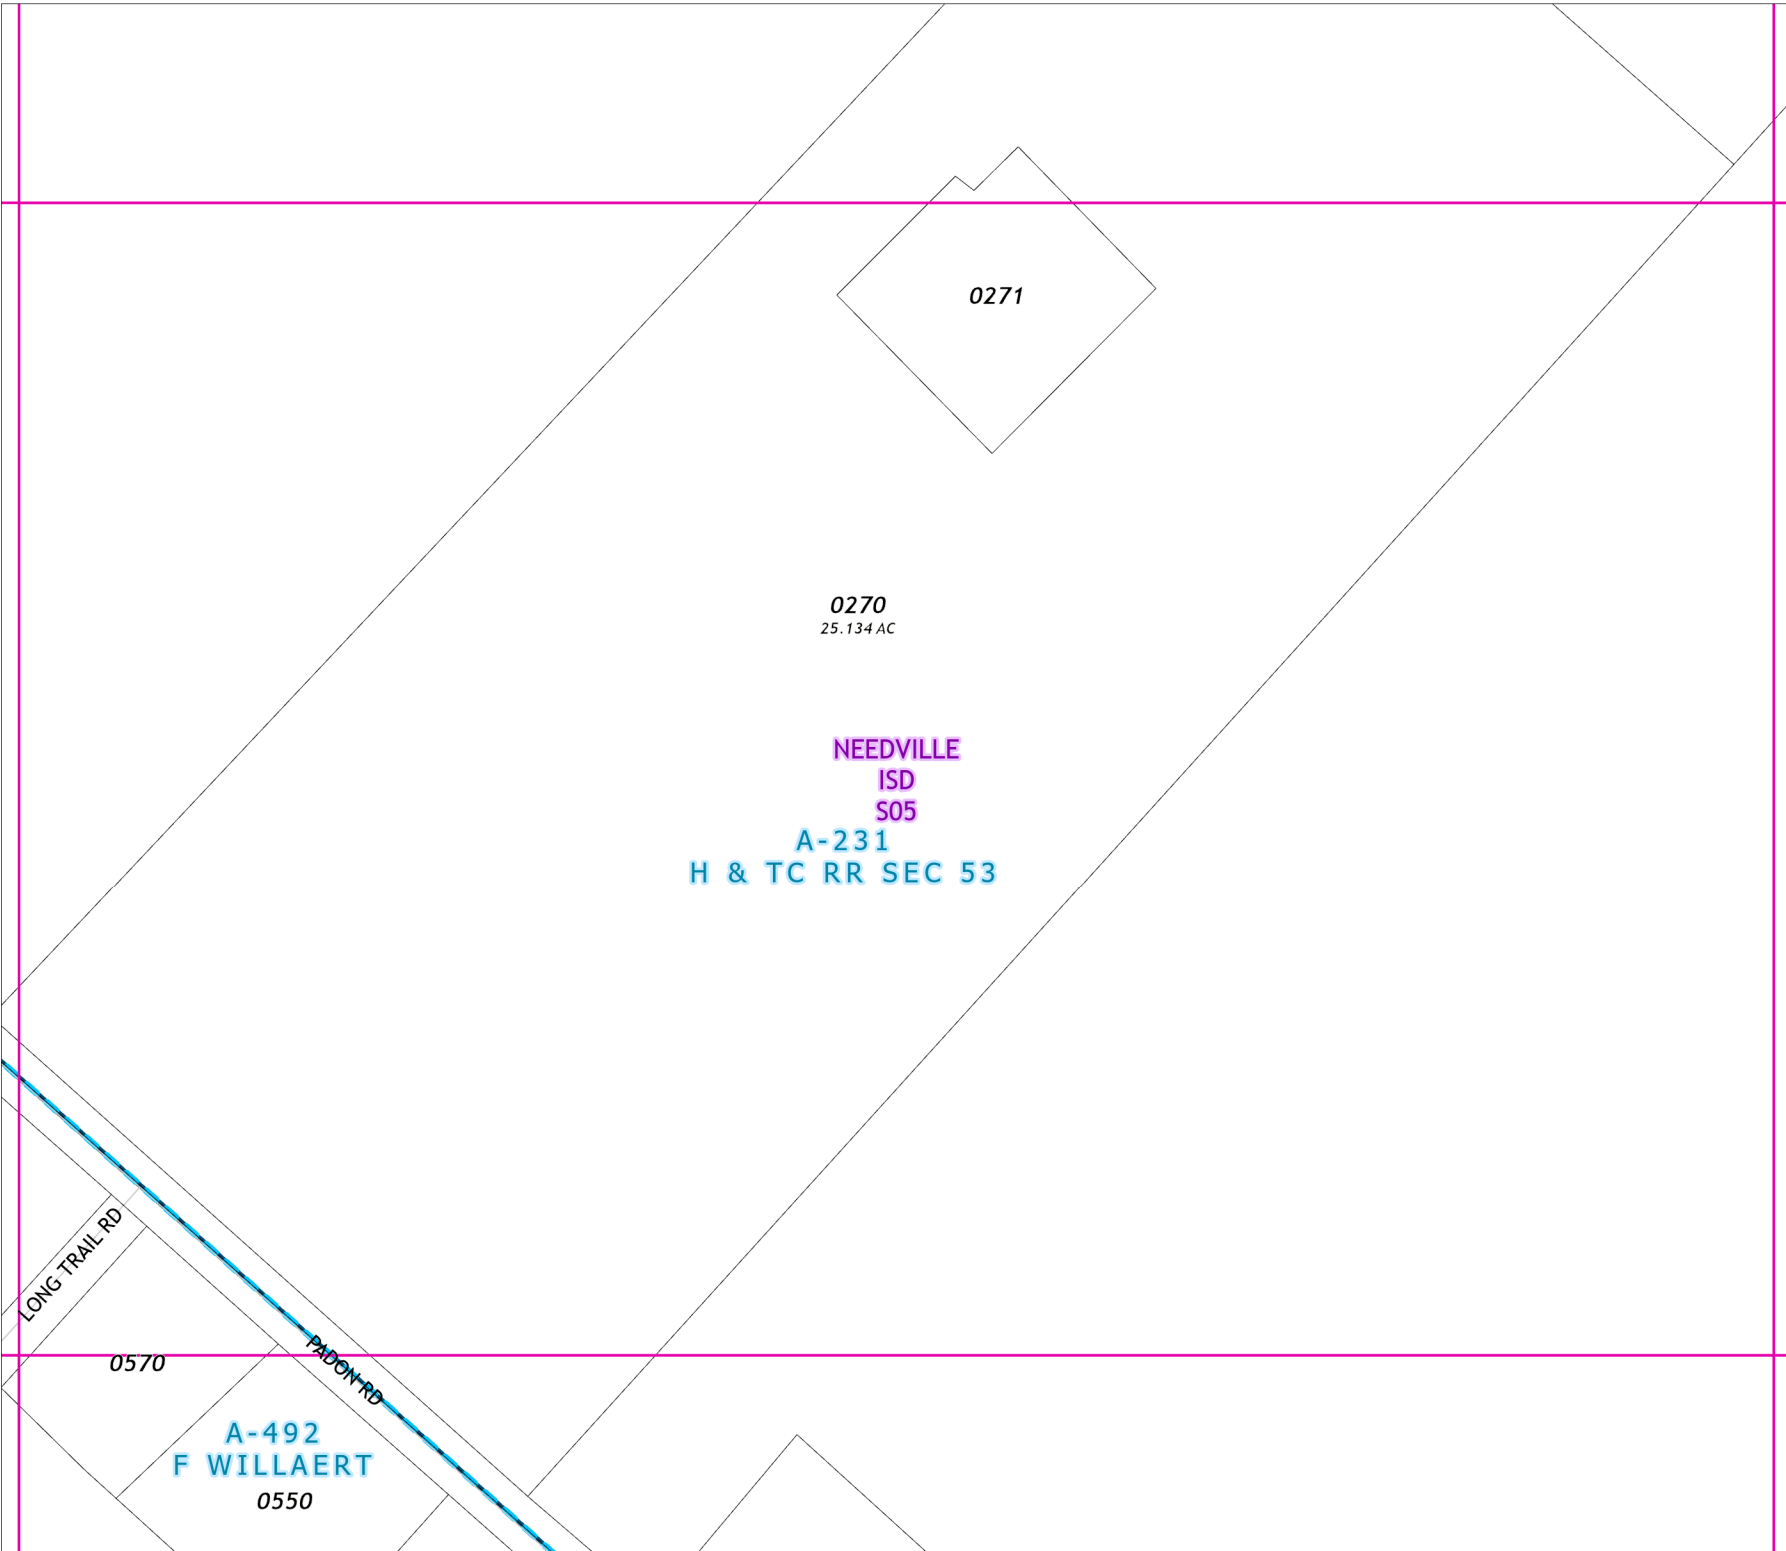 0271
0270
25.134 AC
NEEDVILLE
ISD
S05
A-231
H & TC RR SEC 53
LONG TRAIL RD
PADON RD
0570
A-492
F WILLAERT
0550